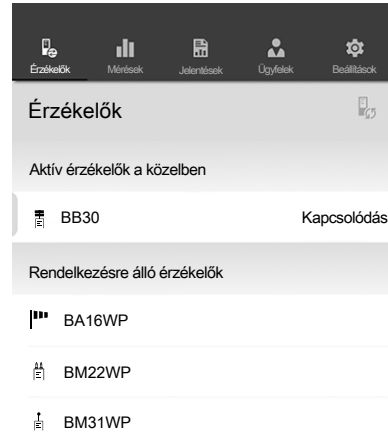 Érzékelők Mérések Jelentések Ügyfelek Beállítások
Érzékelők
Aktív érzékelők a közelben
BB30 Kapcsolódás
Rendelkezésre álló érzékelők
BA16WP
BM22WP
BM31WP